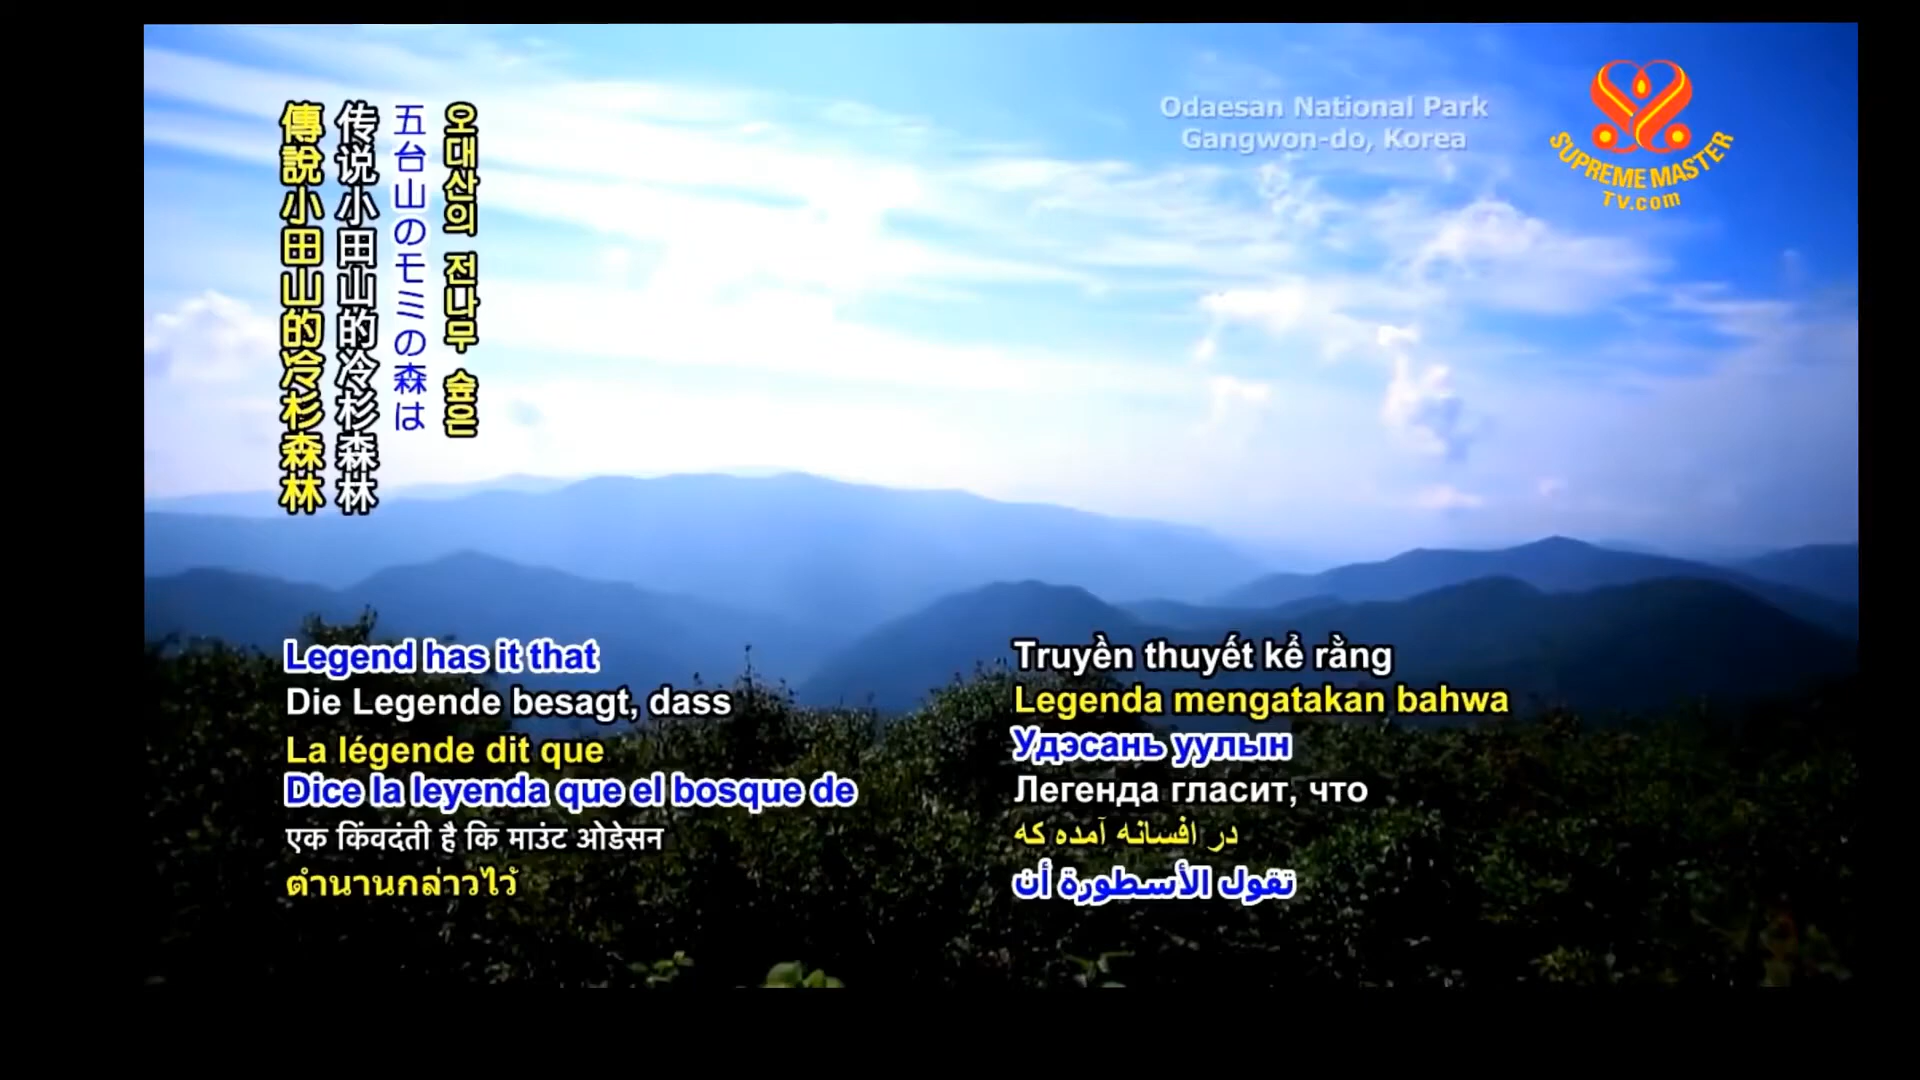 傳說小田山的冷杉森林
传说小田山的冷杉森林
五台山のモミの森は
오대산의 전나무 숲은
Odaesan National Park
Gangwon-do, Korea
SUPREME MASTER
TV.com
Legend has it that
Die Legende besagt, dass
La légende dit que
Dice la leyenda que el bosque de
एक किंवदंती है कि माउंट ओडेसन
ตำนานกล่าวไว้
Truyền thuyết kể rằng
Legenda mengatakan bahwa
Удэсань уулын
Легенда гласит, что
در افسانه آمده که
تقول الأسطورة أن